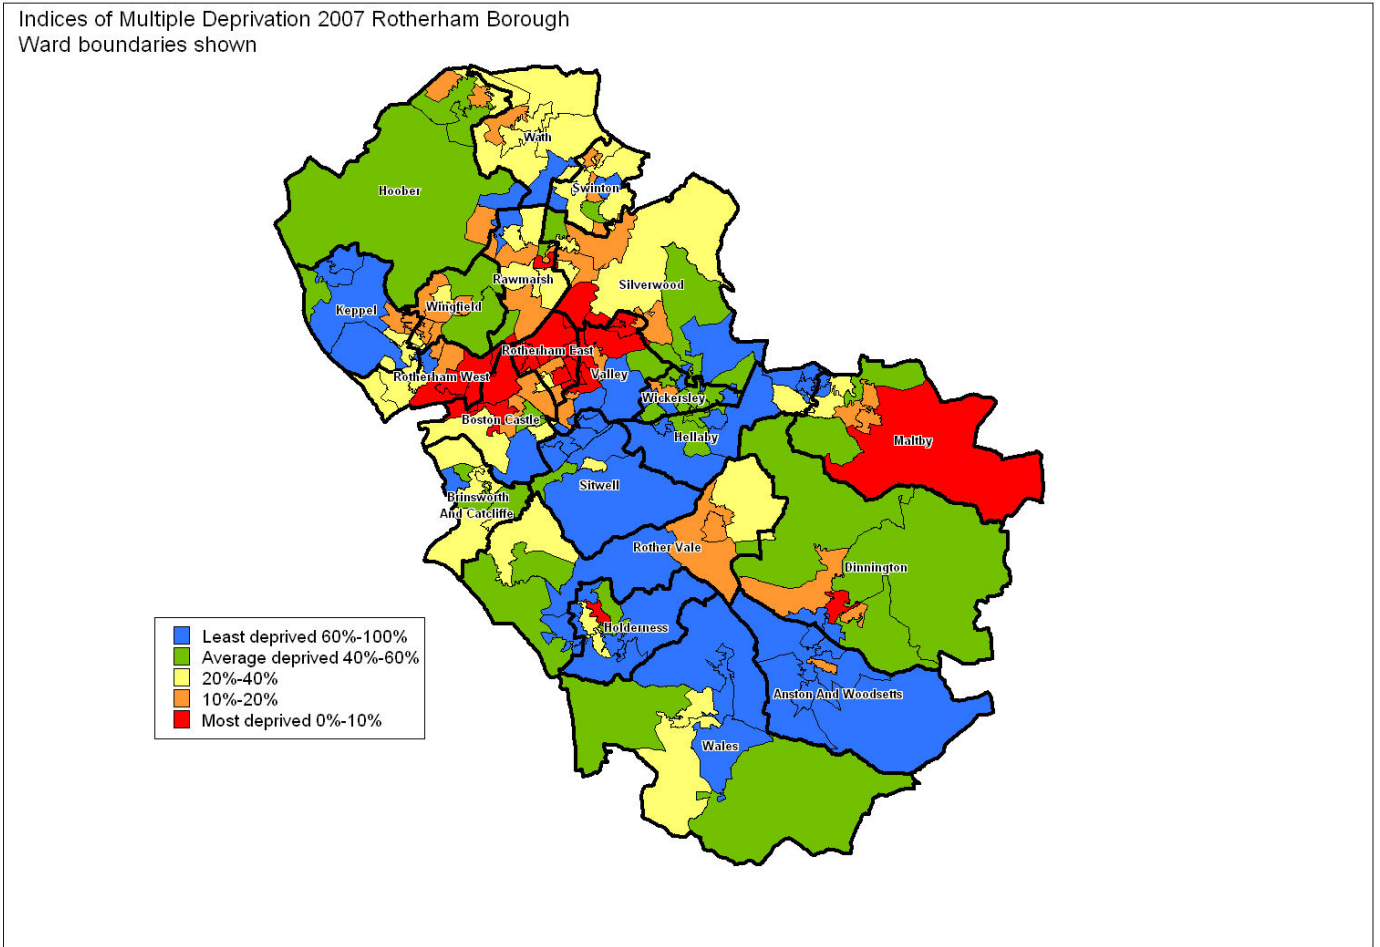 Indices of Multiple Deprivation 2007 Rotherham Borough
Ward boundaries shown
Wath
Swinton
Hoober
Rawmarsh
Silverwood
Keppel
Wingfield
Rotherham East
Rotherham West
Valley
Wickersley
Boston Castle
Hellaby
Maltby
Sitwell
Brinsworth
And Catcliffe
Rother Vale
Dinnington
Holderness
Anston And Woodsetts
Wales
Least deprived 60%-100%
Average deprived 40%-60%
20%-40%
10%-20%
Most deprived 0%-10%